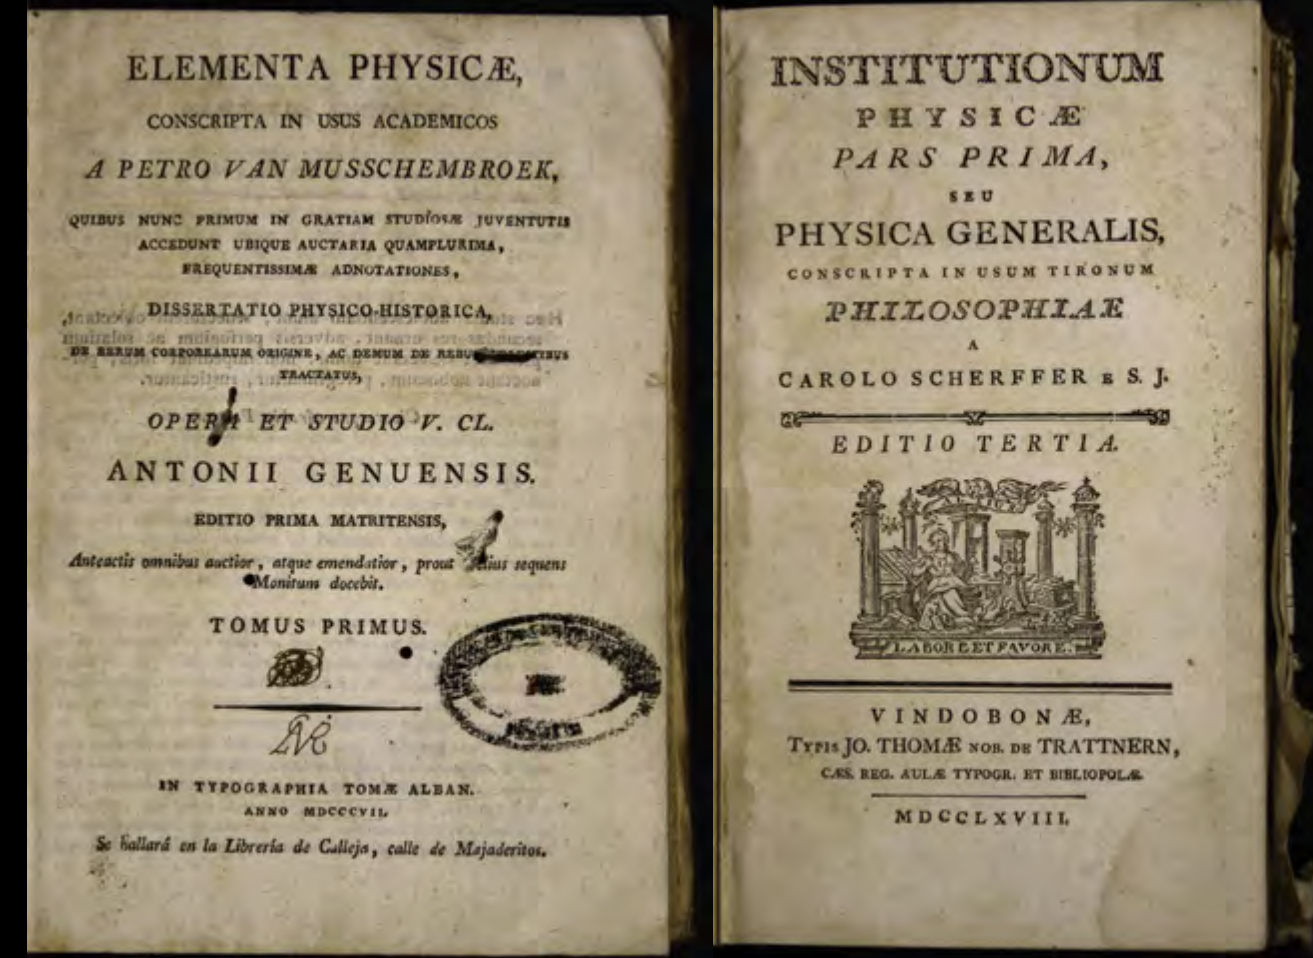 ELEMENTA PHYSICÆ,
CONSCRIPTA IN USUS ACADEMICOS
A PETRO VAN MUSSCHEMBROEK,
QUIBUS NUNC PRIMUM IN GRATIAM STUDIOSÆ JUVENTUTIS
ACCEDUNT UBIQUE AUCTARIA QUAMPLURIMA,
FREQUENTISSIMÆ ADNOTATIONES,
DISSERTATIO PHYSICO-HISTORICA,
DE RERUM CORPOREARUM ORIGINE, AC DEMUM DE REBUS
TRACTATUS,
OPERA ET STUDIO V. CL.
ANTONII GENUENSIS.
EDITIO PRIMA MATRITENSIS,
Anteactis omnibus auctior, atque emendatior, prout sequens
Monitum docebit.
TOMUS PRIMUS.
IN TYPOGRAPHIA TOMÆ ALBAN.
ANNO MDCCCVII.
Se hallará en la Librería de Calleja, calle de Majaderitos.
INSTITUTIONUM
PHYSICÆ
PARS PRIMA,
SEU
PHYSICA GENERALIS,
CONSCRIPTA IN USUM TIRONUM
PHILOSOPHIAE
A
CAROLO SCHERFFER E S. J.
EDITIO TERTIA.
LABORE ET FAVORE.
VINDOBONÆ,
TYPIS JO. THOMÆ NOB. DE TRATTNERN,
CÆS. REG. AULÆ TYPOGR. ET BIBLIOPOLÆ.
MDCCLXVIII.